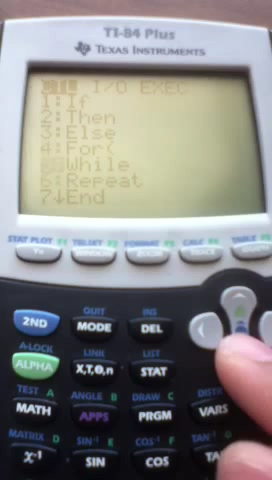 TI-84 Plus
TEXAS INSTRUMENTS
CTL I/O EXEC
1:If
2:Then
3:Else
4:For(
5:While
6:Repeat
7↓End
STAT PLOT F1 TBLSET F2 FORMAT F3 CALC F4 TABLE F5
QUIT INS
2ND MODE DEL
A-LOCK LINK LIST
ALPHA X,T,Θ,n STAT
TEST A ANGLE B DRAW C DISTR
MATH APPS PRGM VARS
MATRIX D SIN⁻¹ E COS⁻¹ F TAN⁻¹ G
x⁻¹ SIN COS